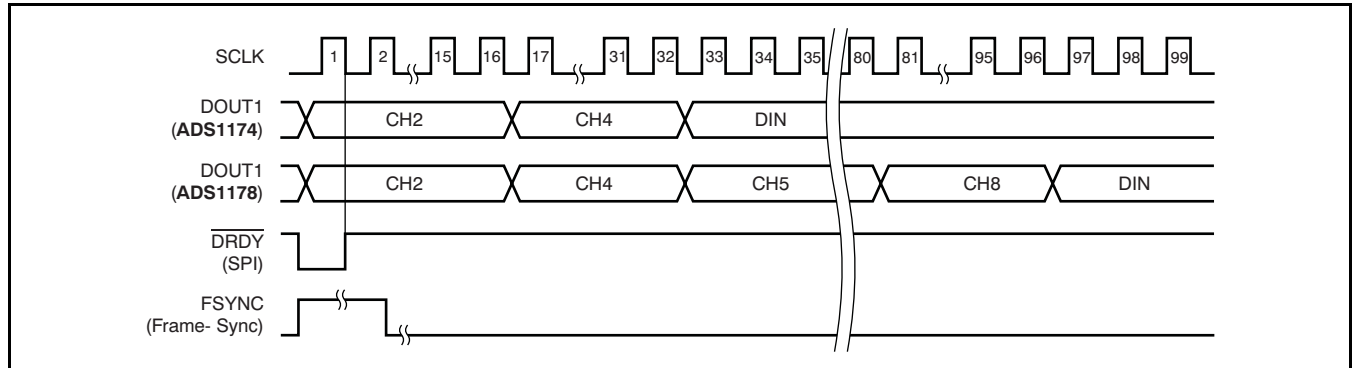 SCLK 1 2 15 16 17 31 32 33 34 35 80 81 95 96 97 98 99
DOUT1
(ADS1174)
CH2 CH4 DIN
DOUT1
(ADS1178)
CH2 CH4 CH5 CH8 DIN
DRDY
(SPI)
FSYNC
(Frame- Sync)